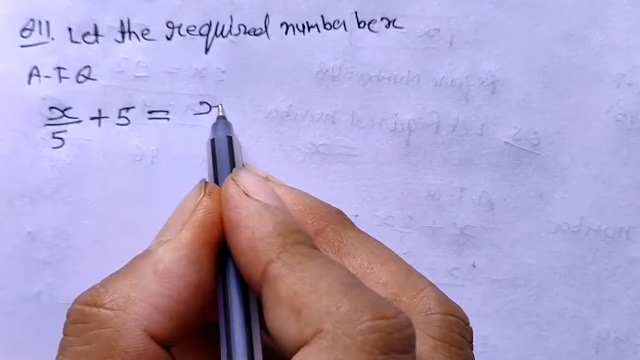 Q11. Let the required number be x
A-T-Q
x/5 + 5 = x